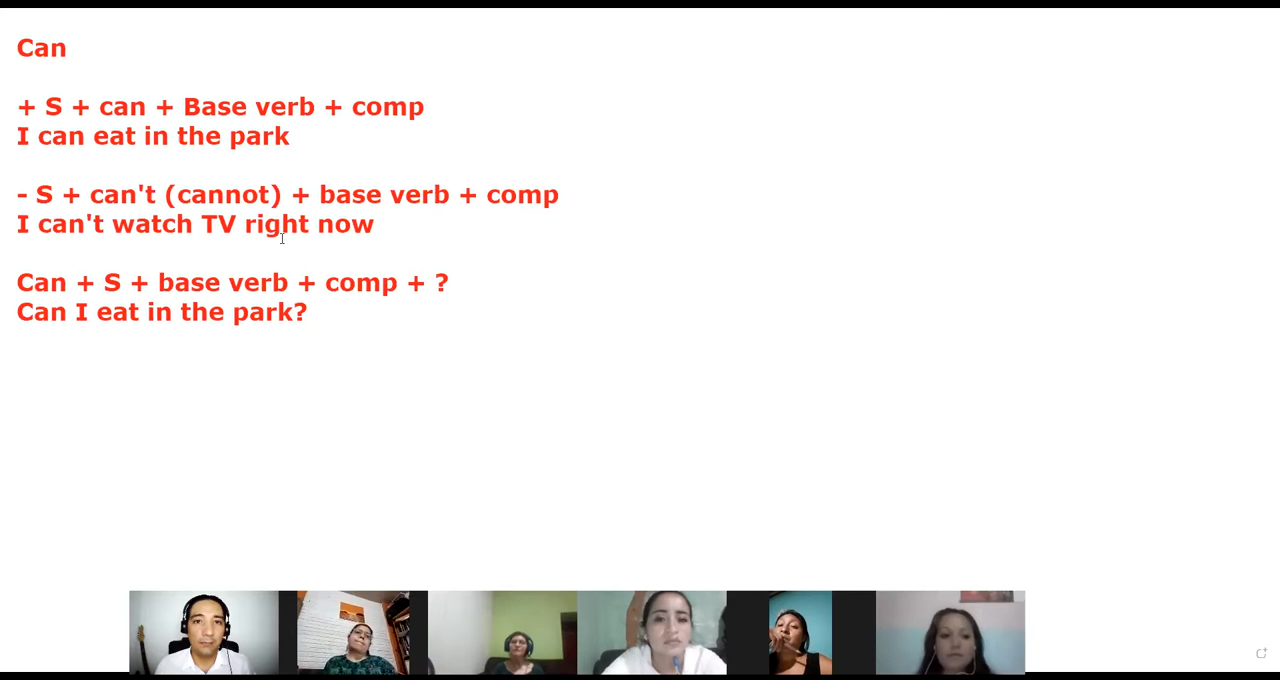 Can
+ S + can + Base verb + comp
I can eat in the park
- S + can't (cannot) + base verb + comp
I can't watch TV right now
Can + S + base verb + comp + ?
Can I eat in the park?